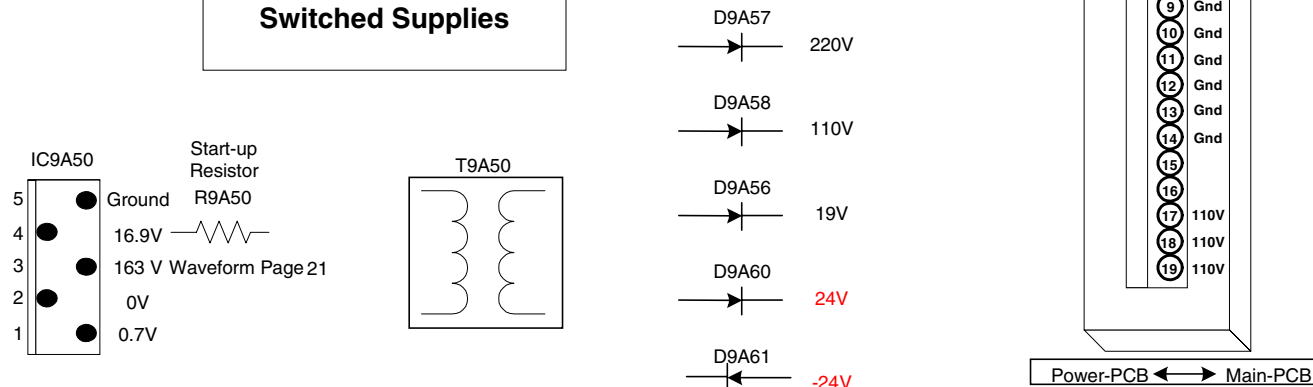 Switched Supplies
IC9A50
5 Ground
4 16.9V
3 163 V Waveform Page 21
2 0V
1 0.7V
Start-up
Resistor
R9A50
T9A50
D9A57
220V
D9A58
110V
D9A56
19V
D9A60
24V
D9A61
-24V
9 Gnd
10 Gnd
11 Gnd
12 Gnd
13 Gnd
14 Gnd
15
16
17 110V
18 110V
19 110V
Power-PCB Main-PCB